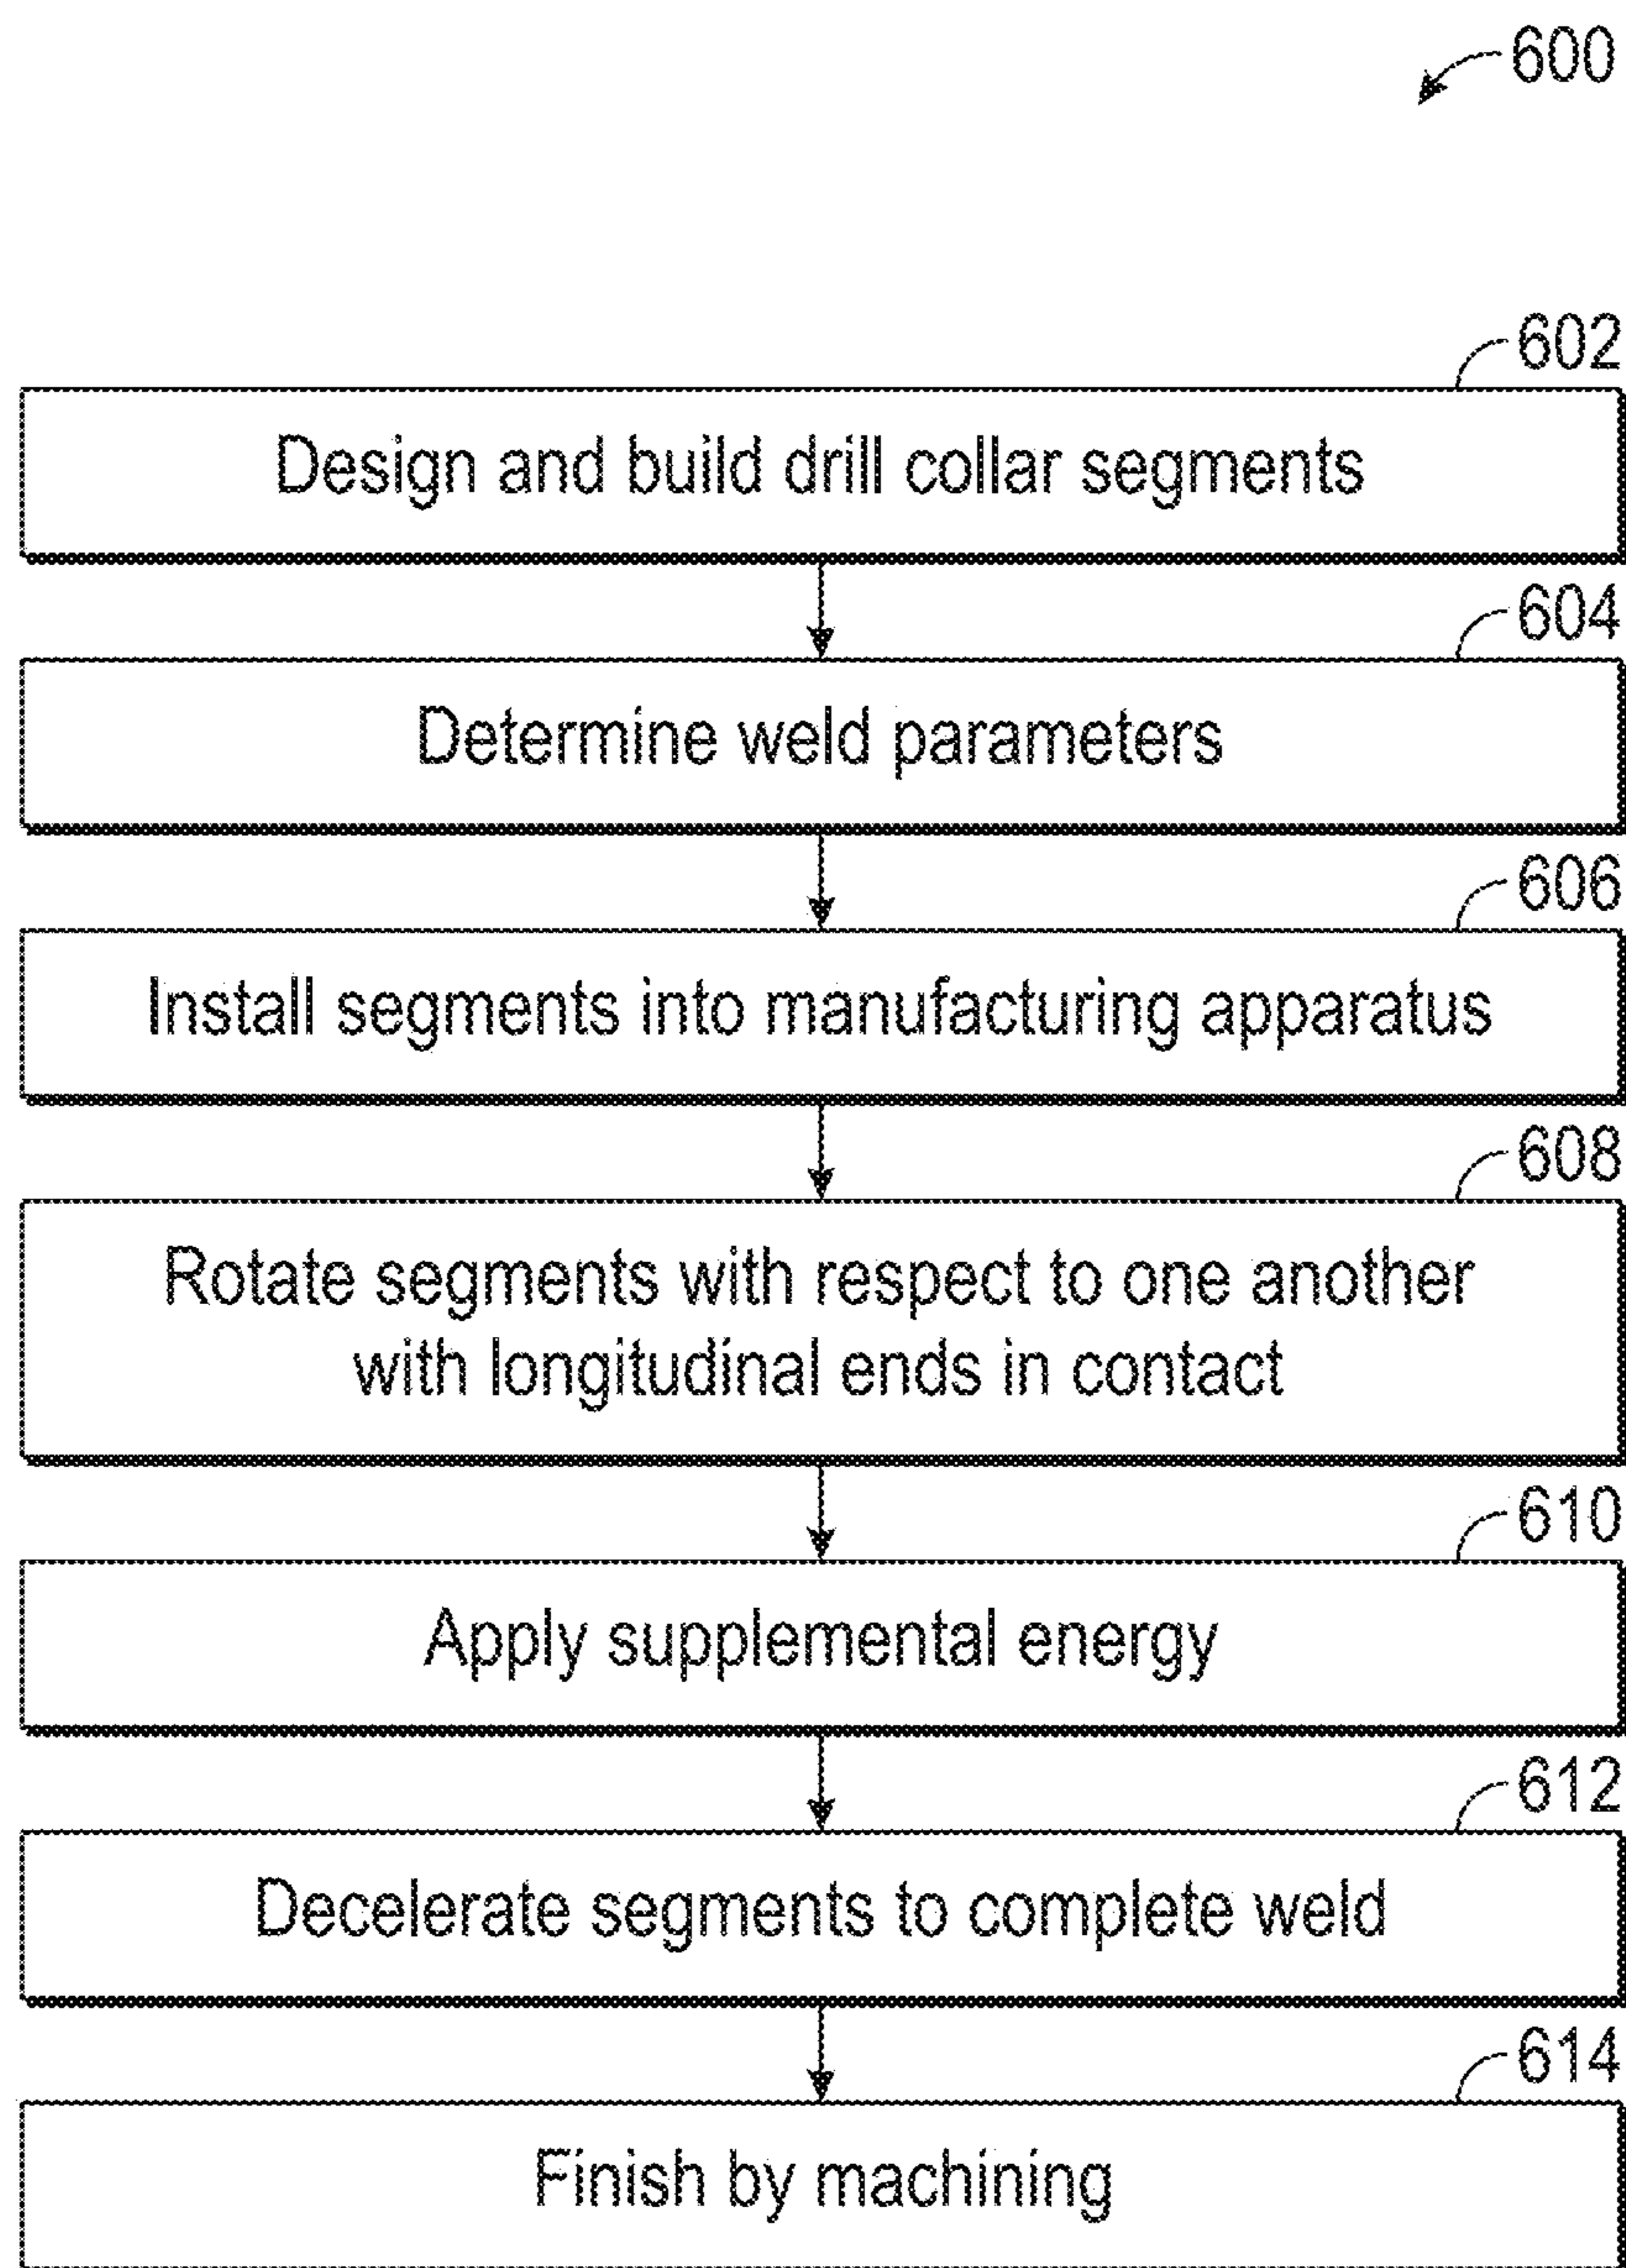 600
602
Design and build drill collar segments
604
Determine weld parameters
606
Install segments into manufacturing apparatus
608
Rotate segments with respect to one another
with longitudinal ends in contact
610
Apply supplemental energy
612
Decelerate segments to complete weld
614
Finish by machining